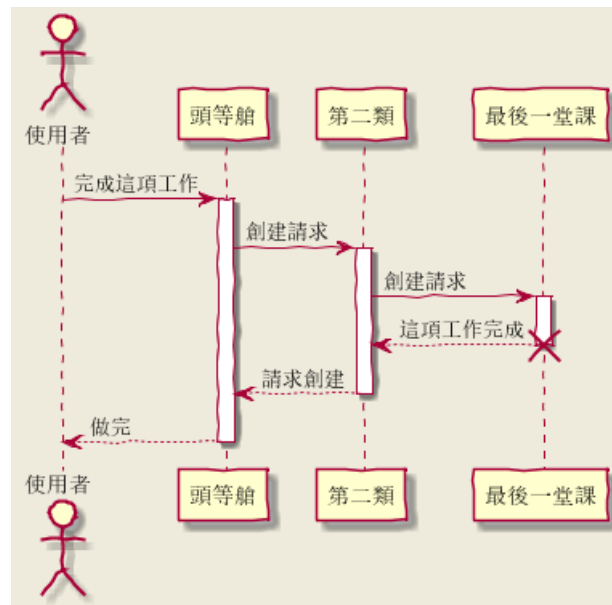 使用者
頭等艙
第二類
最後一堂課
完成這項工作
創建請求
創建請求
這項工作完成
請求創建
做完
使用者
頭等艙
第二類
最後一堂課